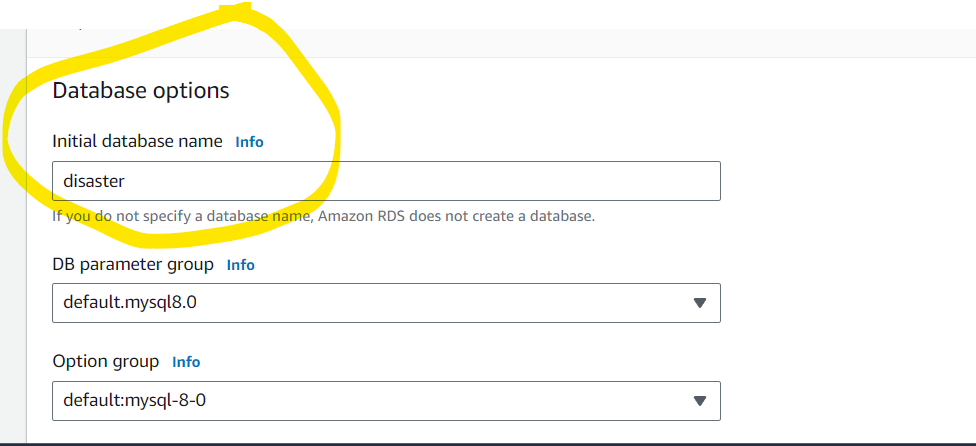 Database options
Initial database name Info
disaster
If you do not specify a database name, Amazon RDS does not create a database.
DB parameter group Info
default.mysql8.0
Option group Info
default:mysql-8-0